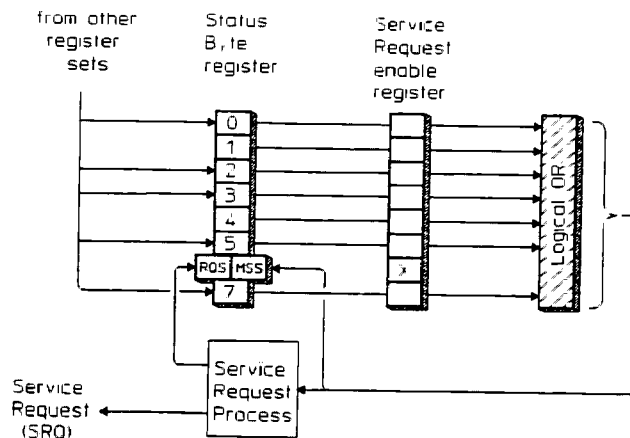 from other
register
sets
Status
Byte
register
Service
Request
enable
register
0
1
2
3
4
5
RQS MSS
7
X
Logical OR
Service
Request
Process
Service
Request
(SRQ)